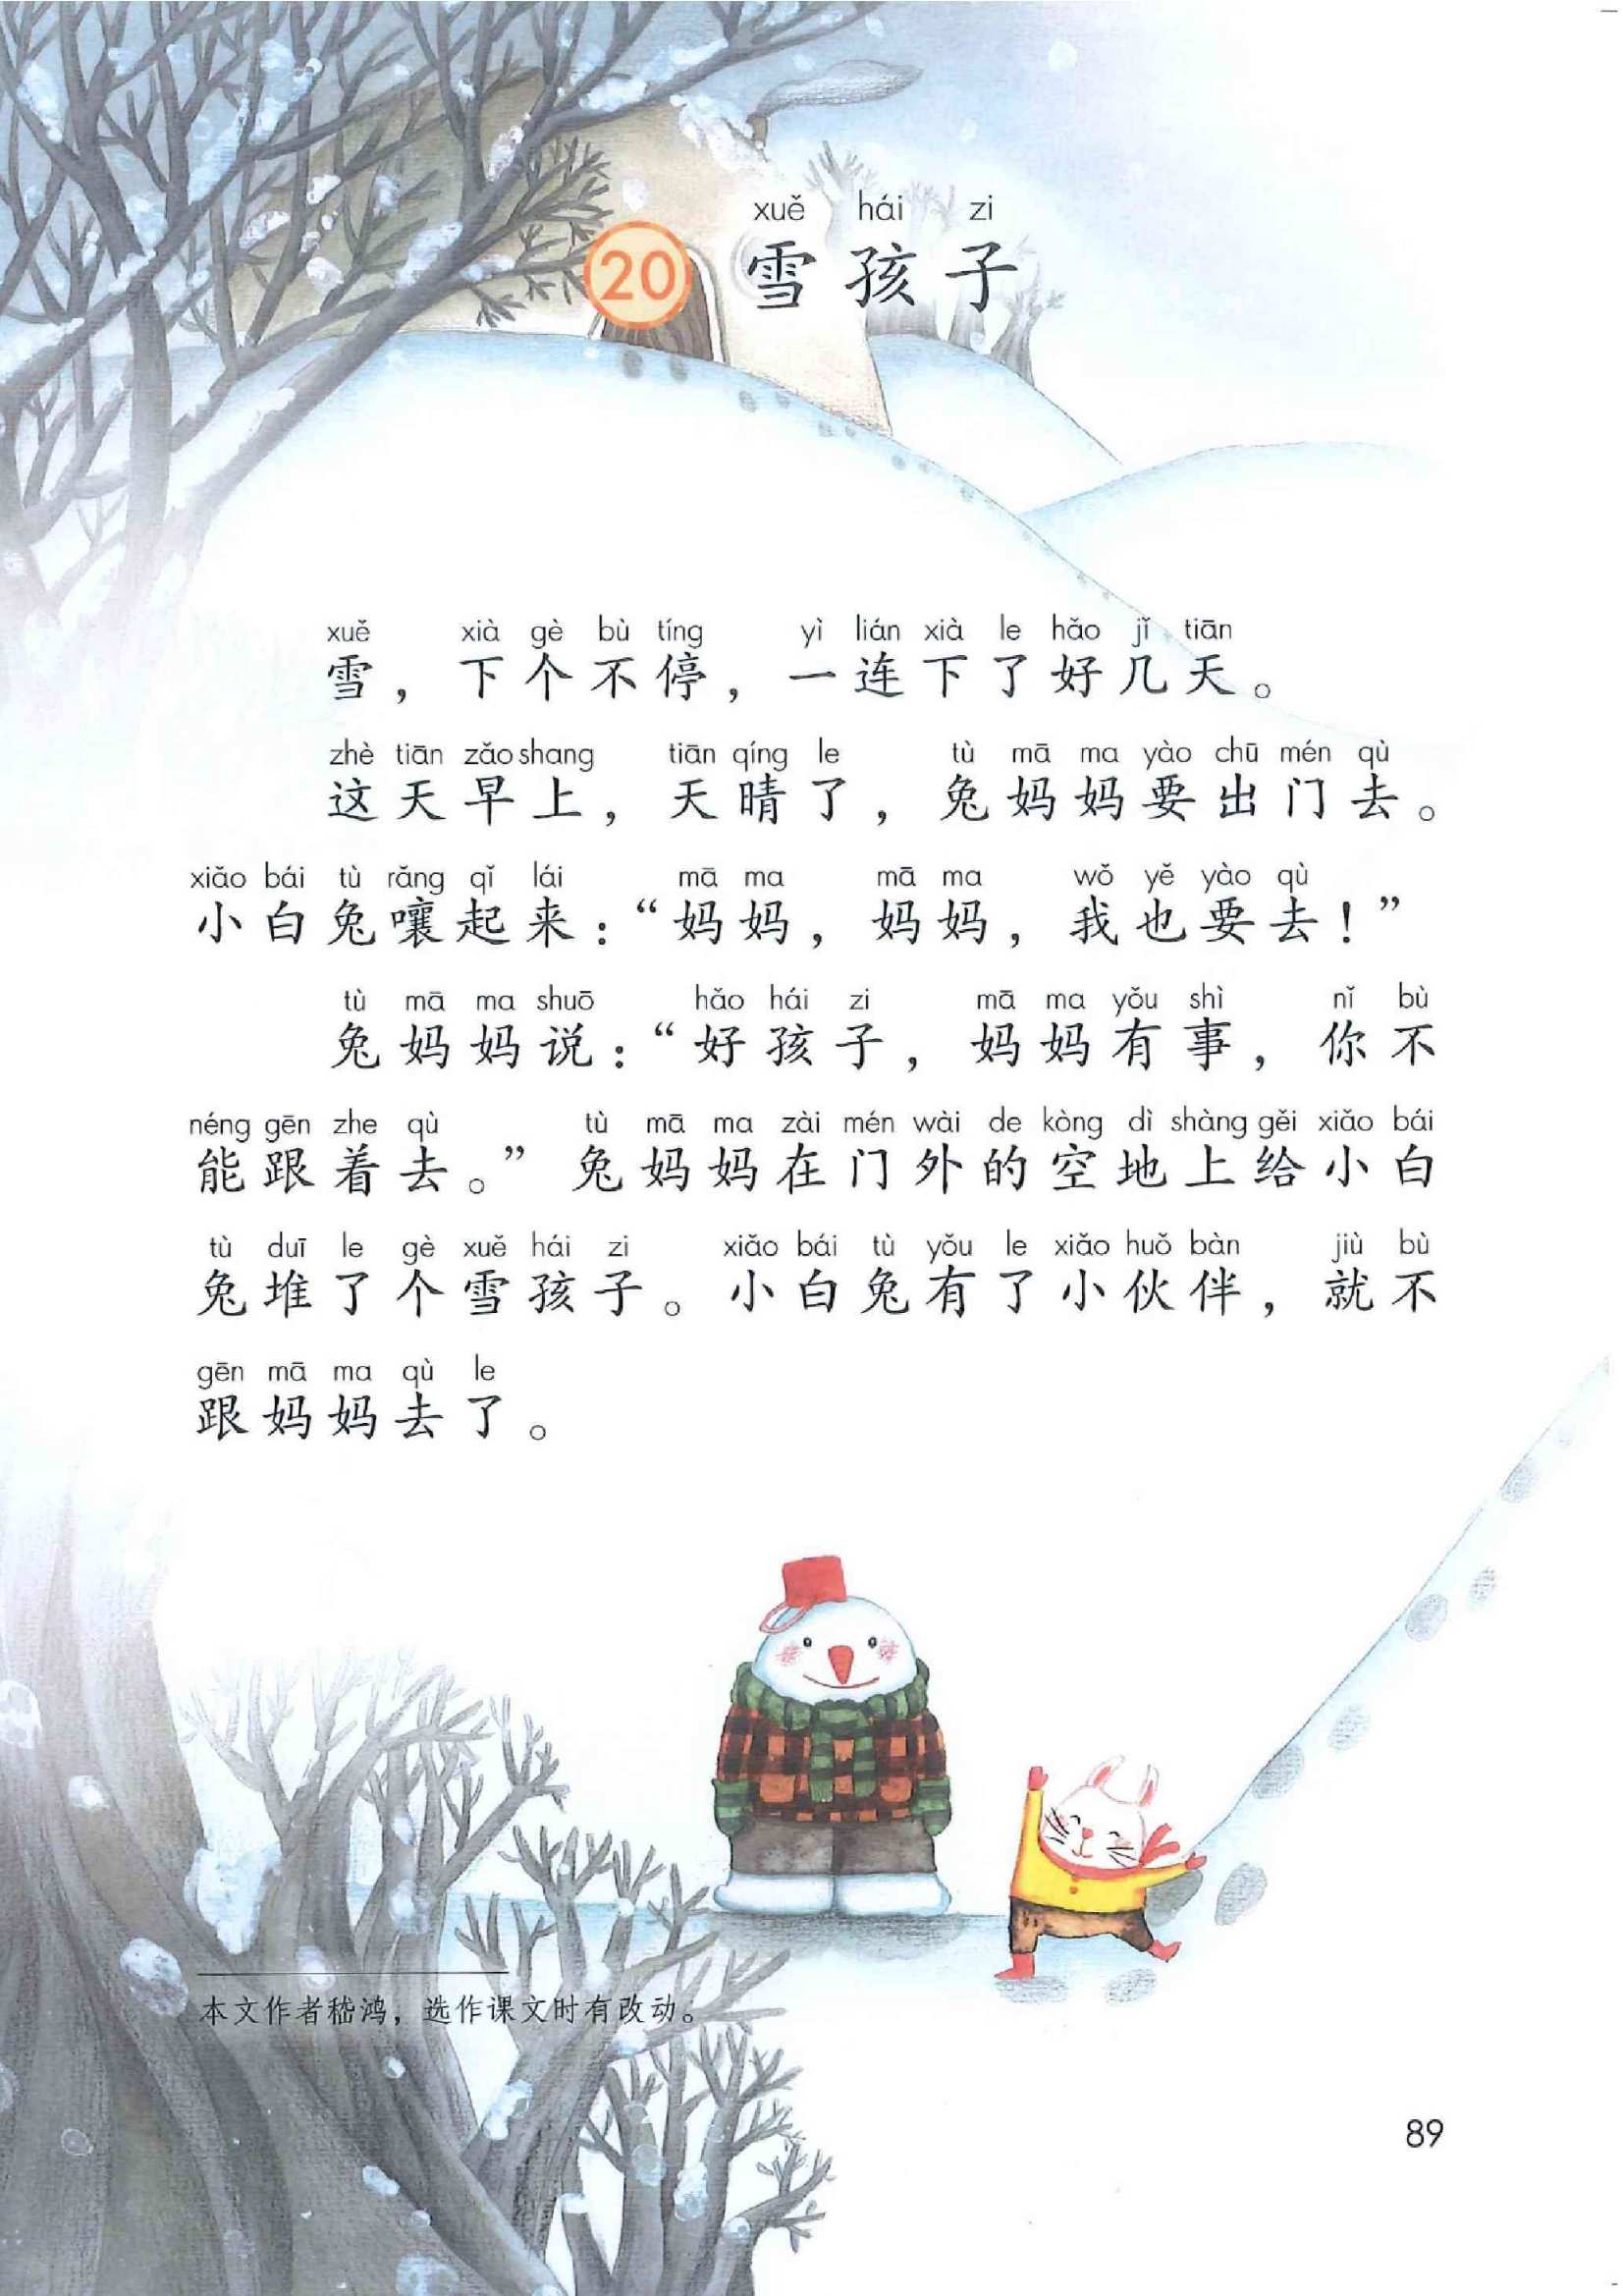 xuě hái zi
20 雪孩子
xuě xià gè bù tíng yì lián xià le hǎo jǐ tiān
雪，下个不停，一连下了好几天。
zhè tiān zǎo shang tiān qíng le tù mā ma yào chū mén qù
这天早上，天晴了，兔妈妈要出门去。
xiǎo bái tù rǎng qǐ lái mā ma mā ma wǒ yě yào qù
小白兔嚷起来：“妈妈，妈妈，我也要去！”
tù mā ma shuō hǎo hái zi mā ma yǒu shì nǐ bù
兔妈妈说：“好孩子，妈妈有事，你不
néng gēn zhe qù tù mā ma zài mén wài de kòng dì shàng gěi xiǎo bái
能跟着去。”兔妈妈在门外的空地上给小白
tù duī le gè xuě hái zi xiǎo bái tù yǒu le xiǎo huǒ bàn jiù bù
兔堆了个雪孩子。小白兔有了小伙伴，就不
gēn mā ma qù le
跟妈妈去了。
本文作者嵇鸿，选作课文时有改动。
89